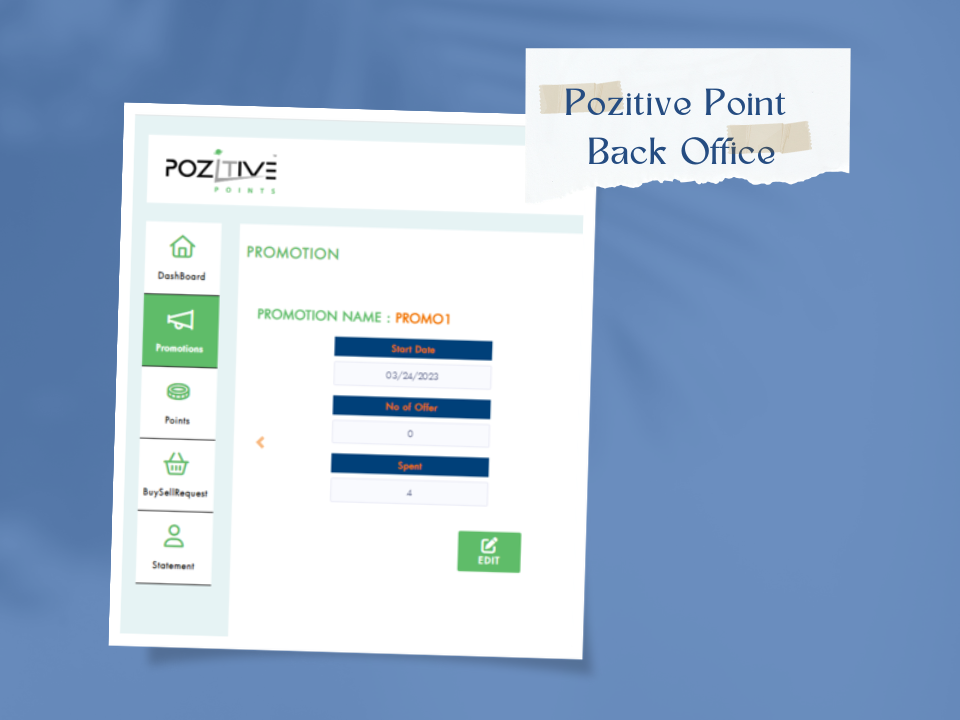 Pozitive Point
Back Office
POZITIVE
POINTS
DashBoard
Promotions
Points
BuySellRequest
Statement
PROMOTION
PROMOTION NAME : PROMO1
Start Date
03/24/2023
No of Offer
0
Spent
4
EDIT